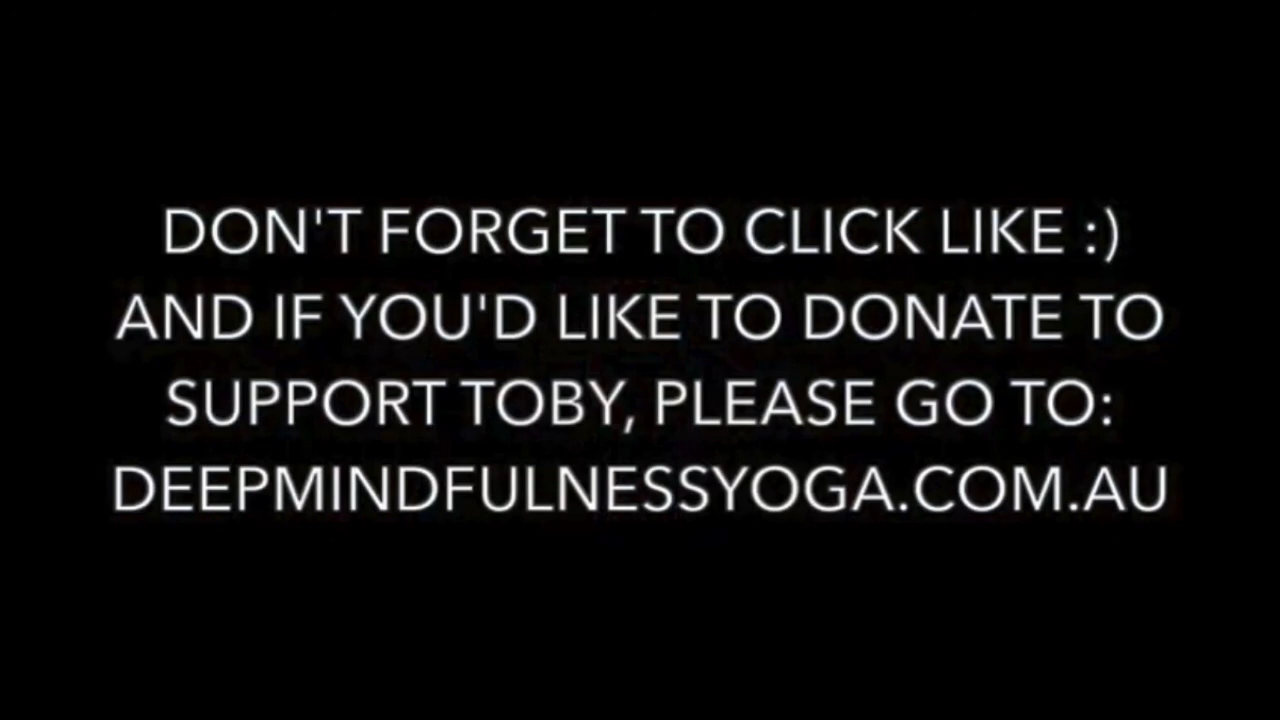 DON'T FORGET TO CLICK LIKE :)
AND IF YOU'D LIKE TO DONATE TO
SUPPORT TOBY, PLEASE GO TO:
DEEPMINDFULNESSYOGA.COM.AU